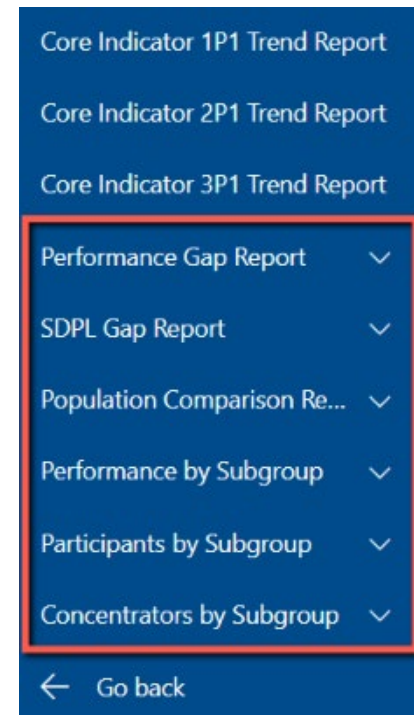 Core Indicator 1P1 Trend Report
Core Indicator 2P1 Trend Report
Core Indicator 3P1 Trend Report
Performance Gap Report
SDPL Gap Report
Population Comparison Re...
Performance by Subgroup
Participants by Subgroup
Concentrators by Subgroup
Go back